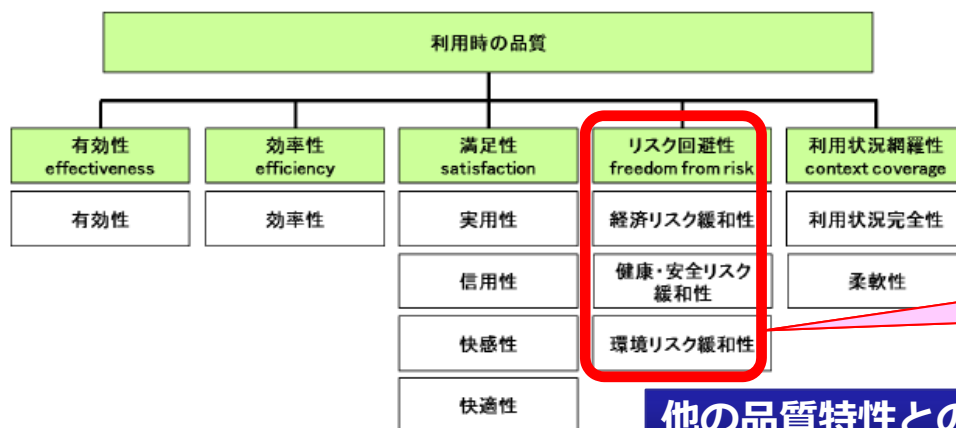 利用時の品質
有効性
effectiveness
効率性
efficiency
満足性
satisfaction
リスク回避性
freedom from risk
利用状況網羅性
context coverage
有効性
効率性
実用性
経済リスク緩和性
利用状況完全性
信用性
健康・安全リスク
緩和性
柔軟性
快感性
環境リスク緩和性
快適性
他の品質特性との